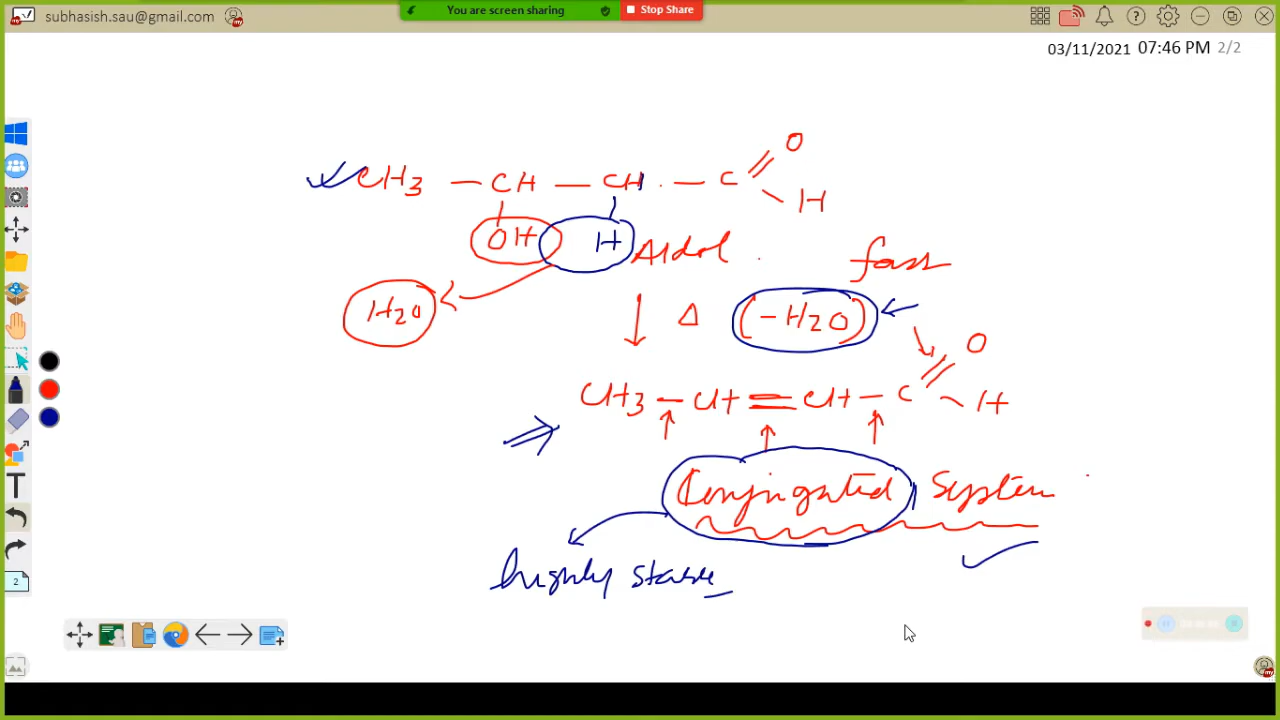 subhasish.sau@gmail.com
You are screen sharing
Stop Share
03/11/2021 07:46 PM 2/2
O
CH3 — CH — CH — C
H
OH H Aldol
fast
H2O
Δ (-H2O)
O
CH3 — CH = CH — C
H
Conjugated System
highly stable
T
2